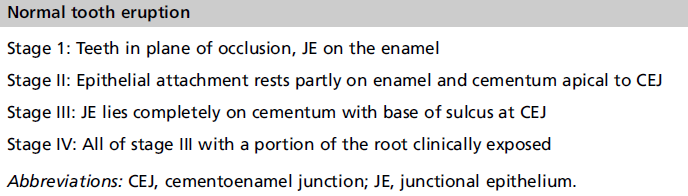 Normal tooth eruption
Stage 1: Teeth in plane of occlusion, JE on the enamel
Stage II: Epithelial attachment rests partly on enamel and cementum apical to CEJ
Stage III: JE lies completely on cementum with base of sulcus at CEJ
Stage IV: All of stage III with a portion of the root clinically exposed
Abbreviations: CEJ, cementoenamel junction; JE, junctional epithelium.